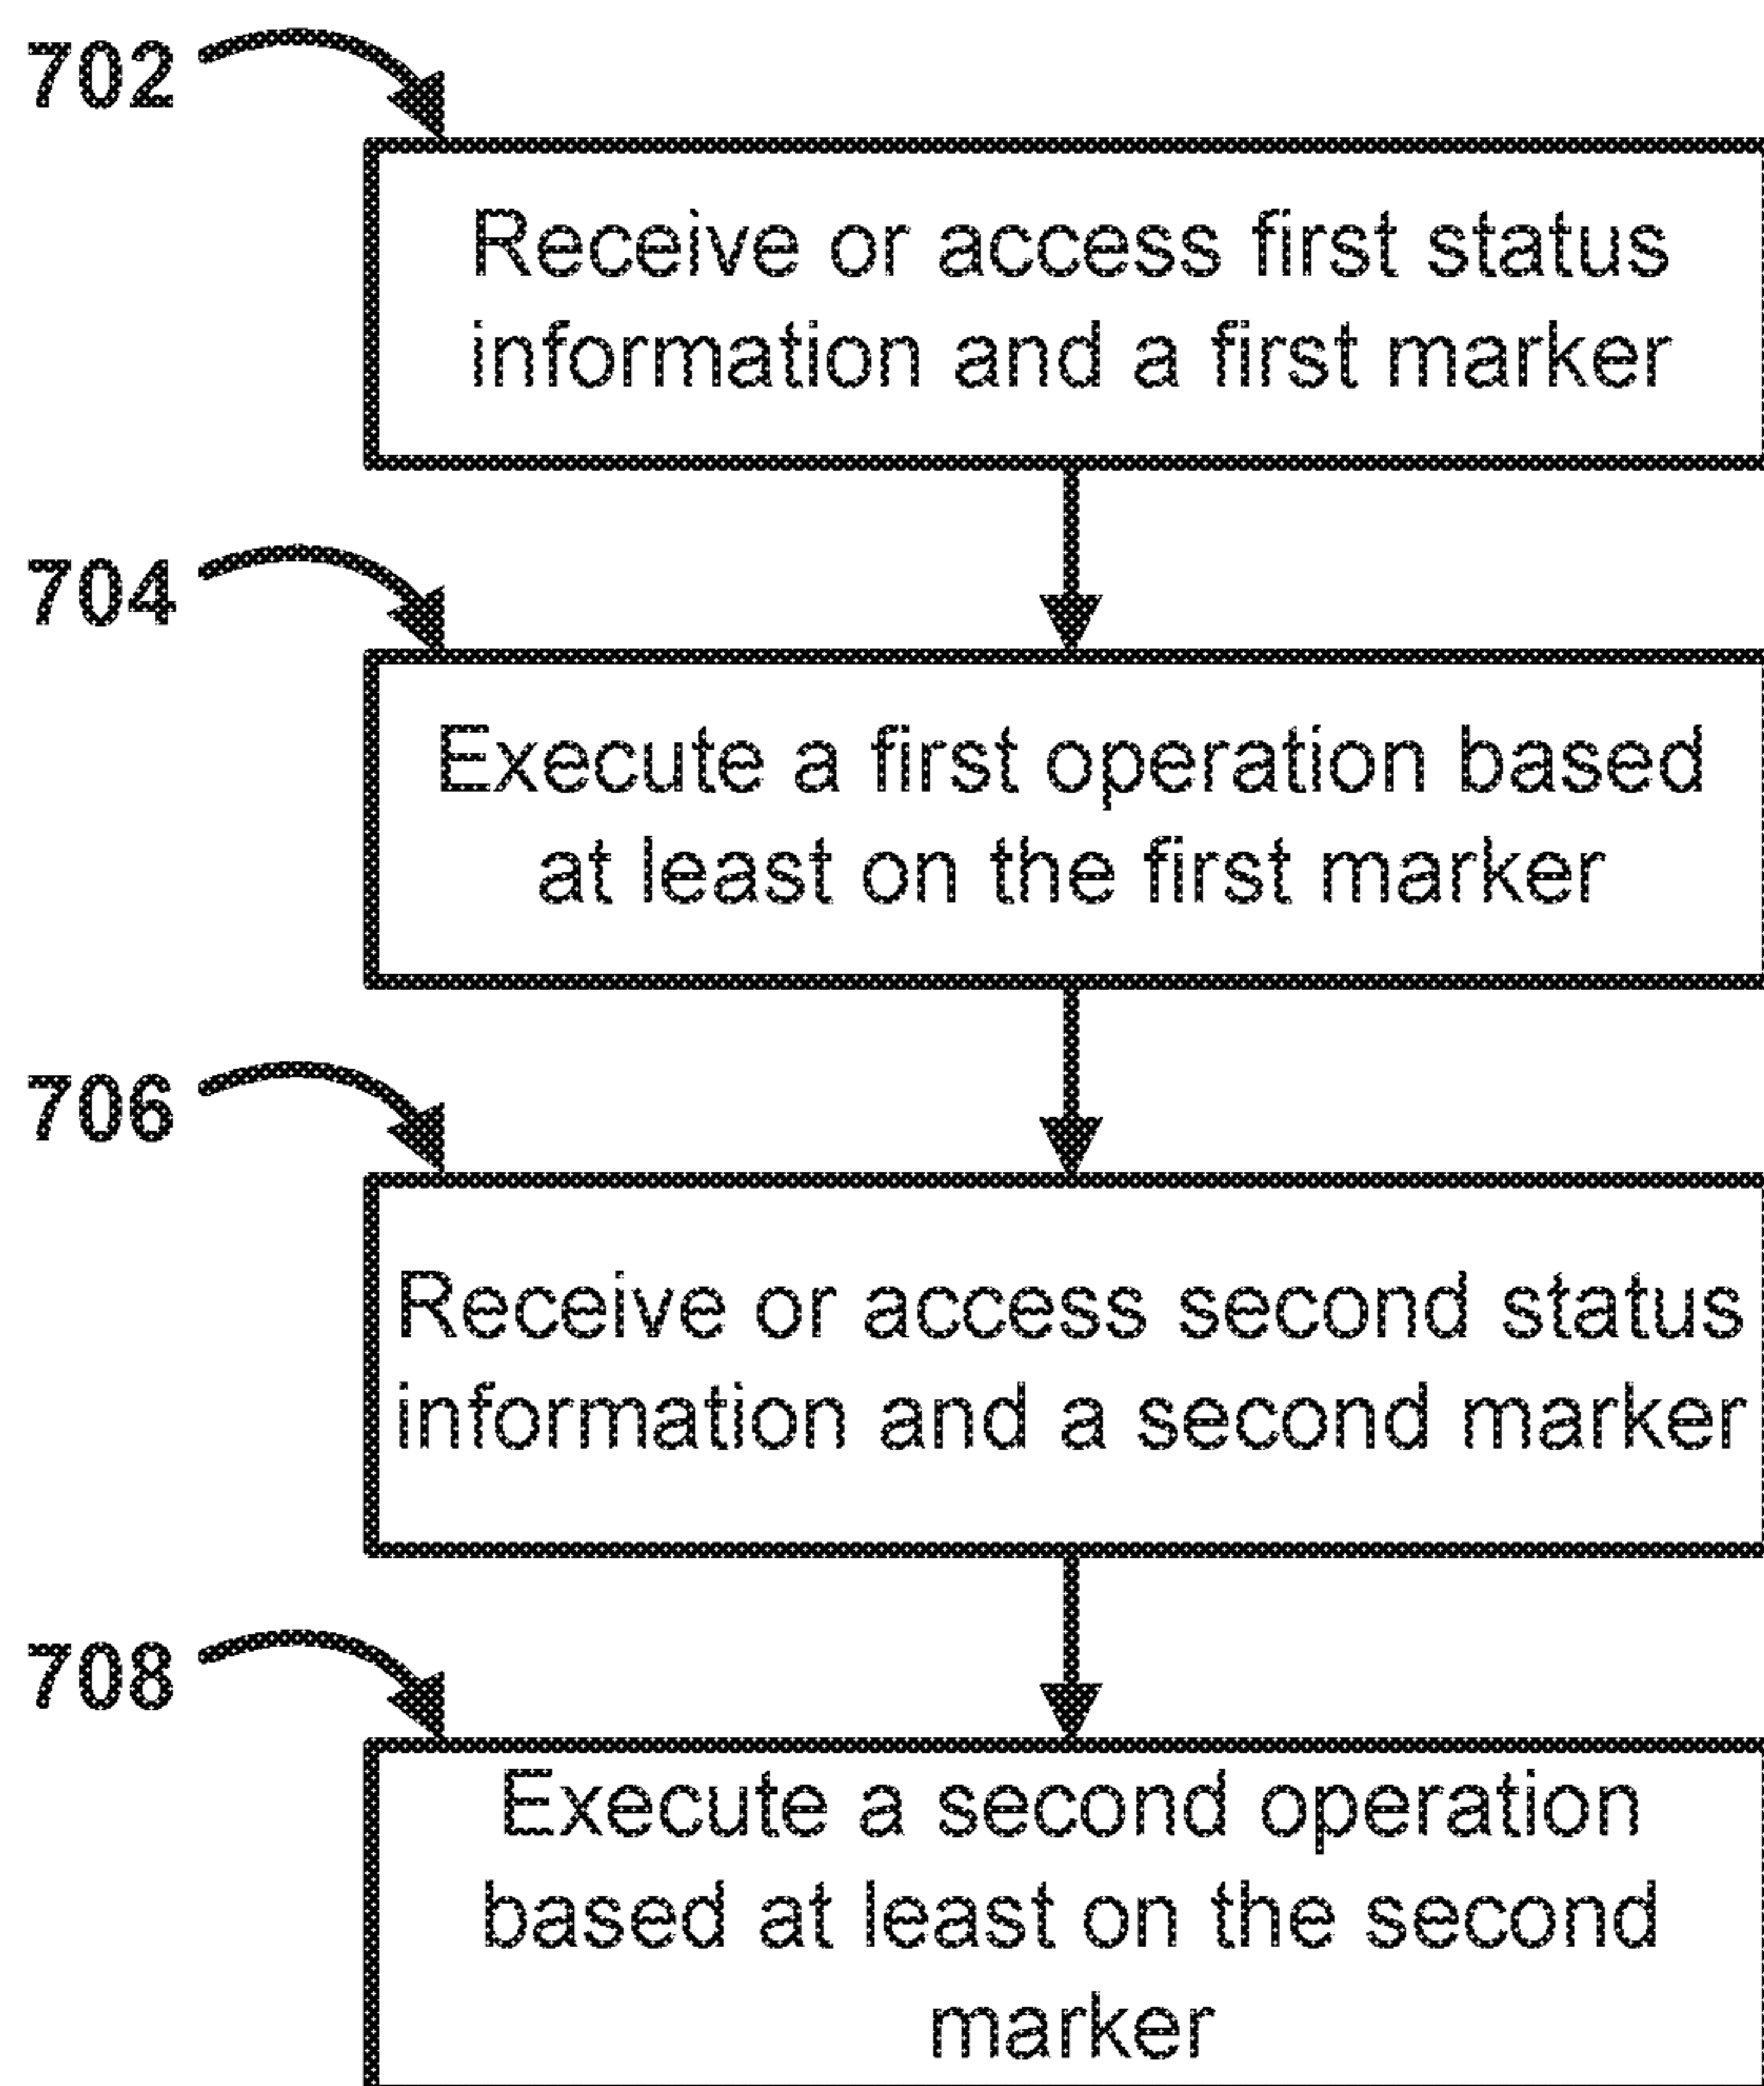 702
Receive or access first status
information and a first marker
704
Execute a first operation based
at least on the first marker
706
Receive or access second status
information and a second marker
708
Execute a second operation
based at least on the second
marker